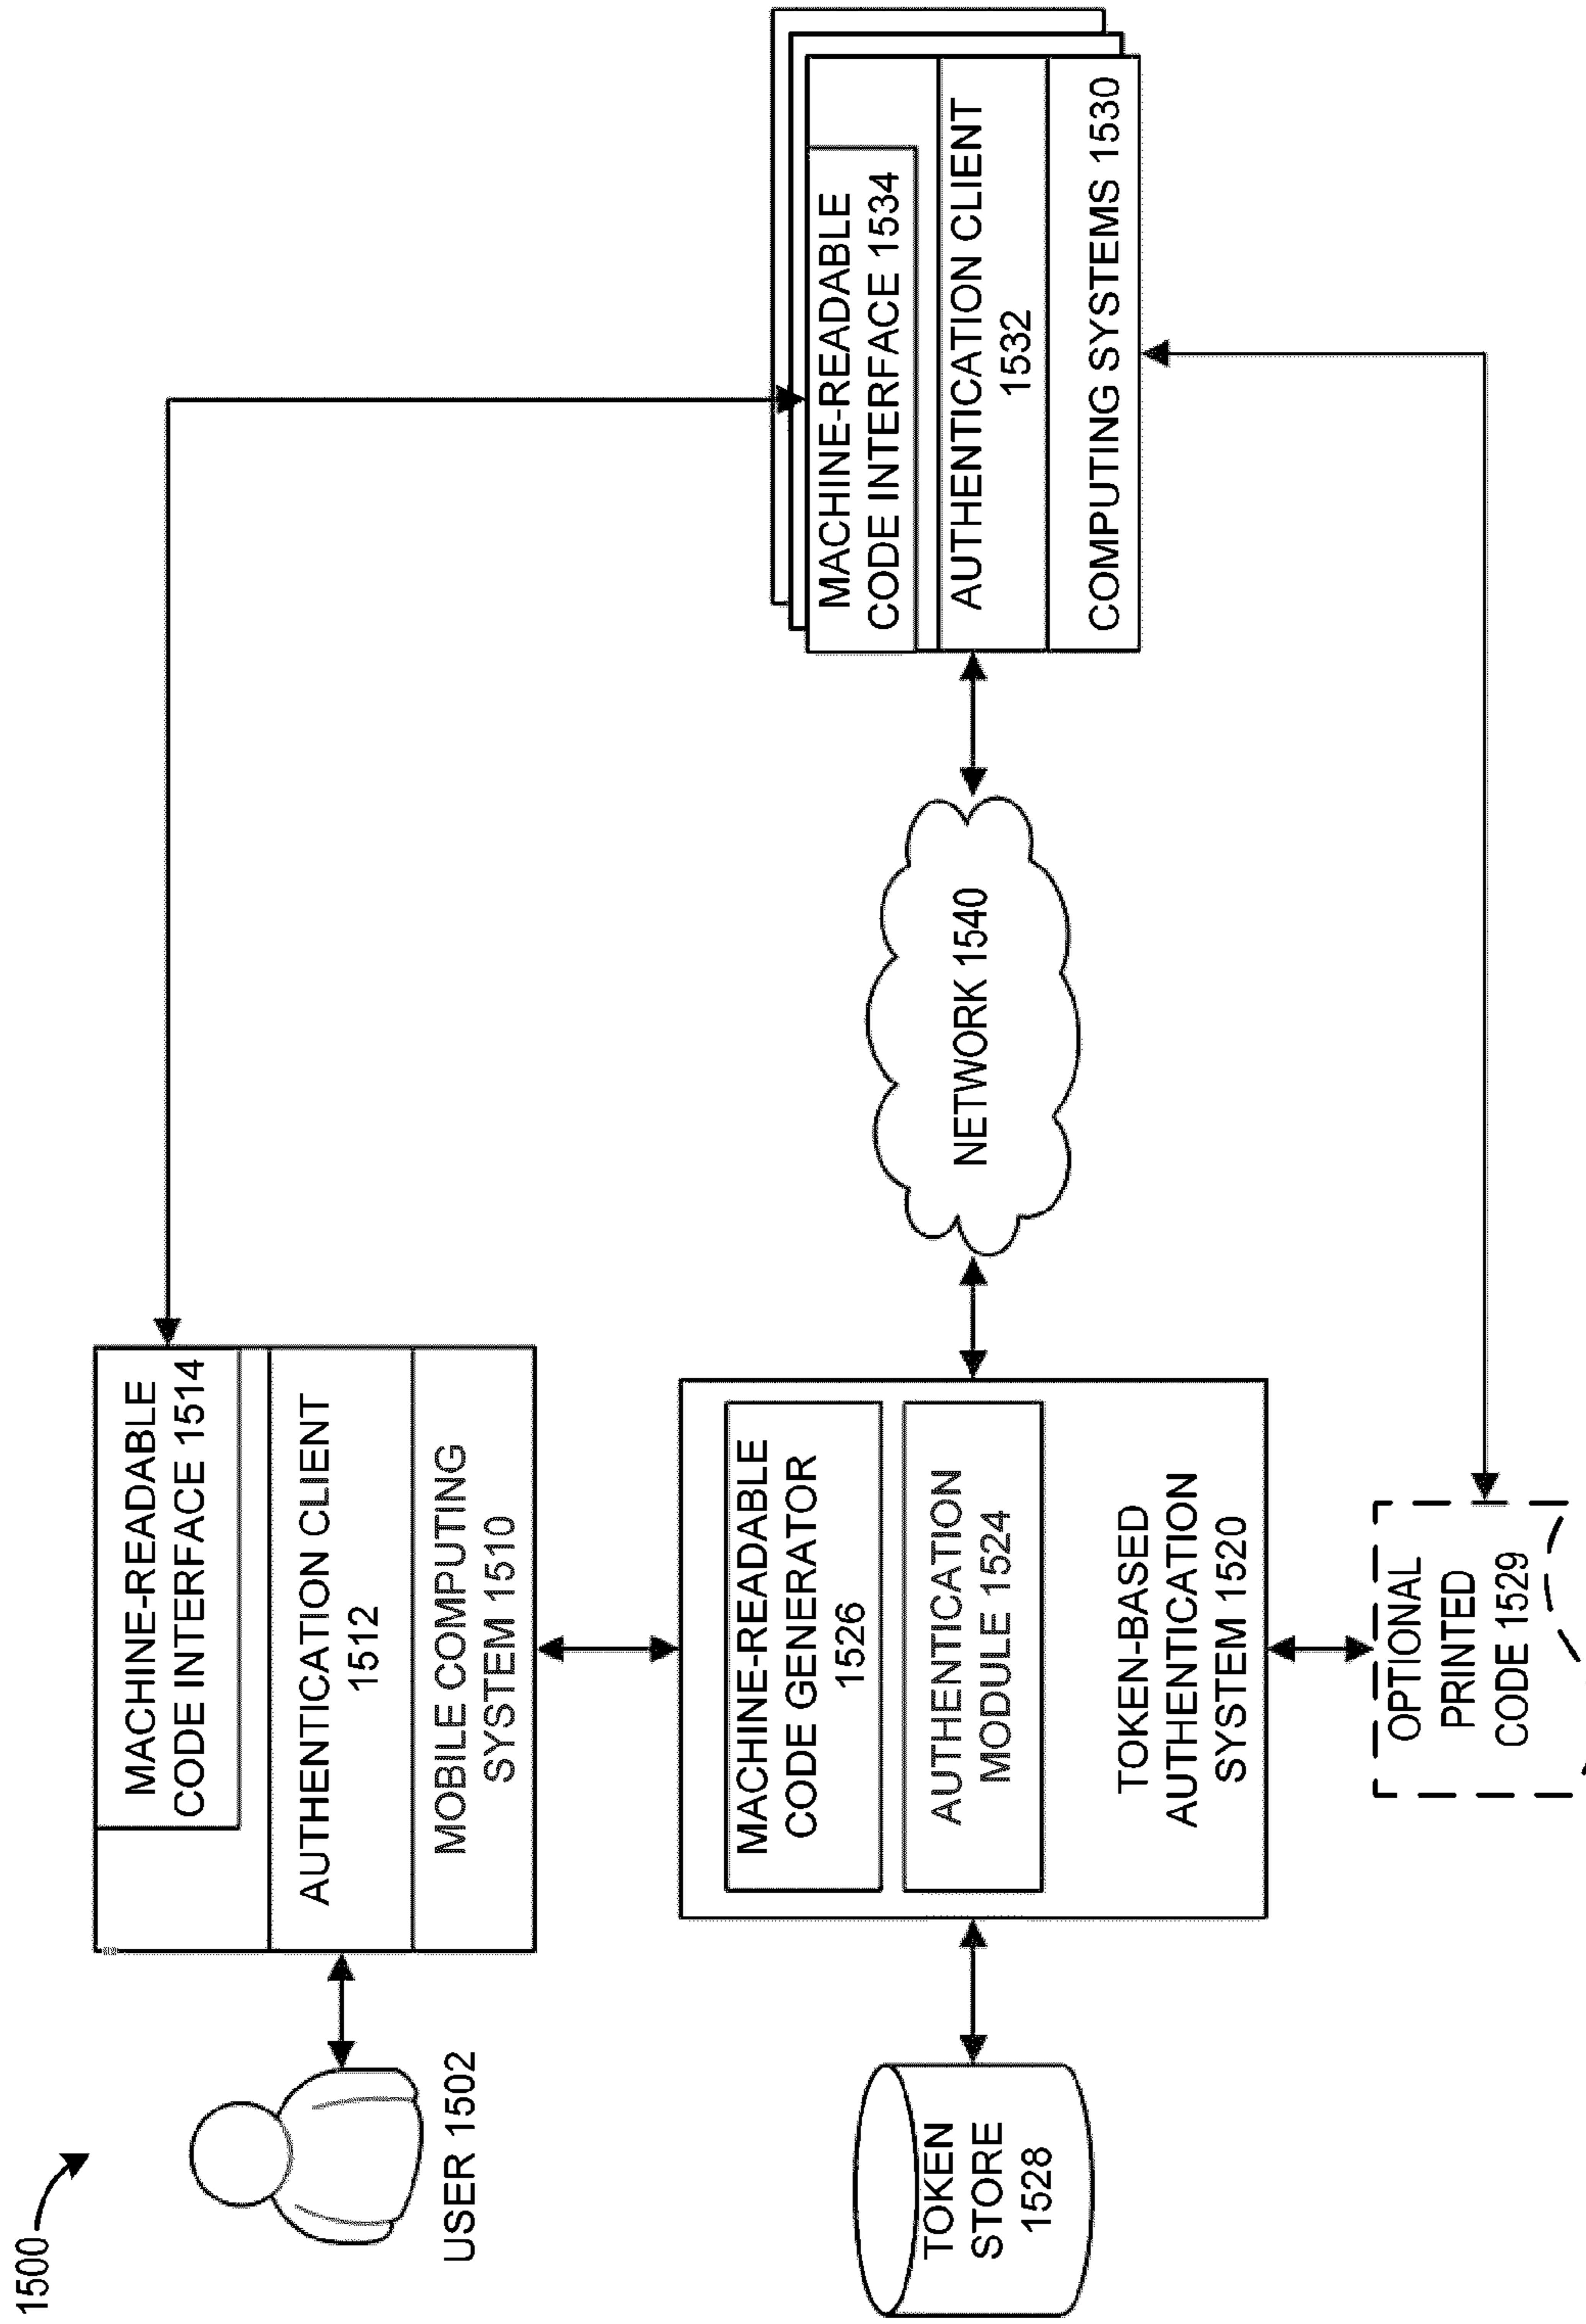 1500
USER 1502
MACHINE-READABLE
CODE INTERFACE 1514
AUTHENTICATION CLIENT
1512
MOBILE COMPUTING
SYSTEM 1510
TOKEN
STORE
1528
MACHINE-READABLE
CODE GENERATOR
1526
AUTHENTICATION
MODULE 1524
TOKEN-BASED
AUTHENTICATION
SYSTEM 1520
OPTIONAL
PRINTED
CODE 1529
NETWORK 1540
MACHINE-READABLE
CODE INTERFACE 1534
AUTHENTICATION CLIENT
1532
COMPUTING SYSTEMS 1530